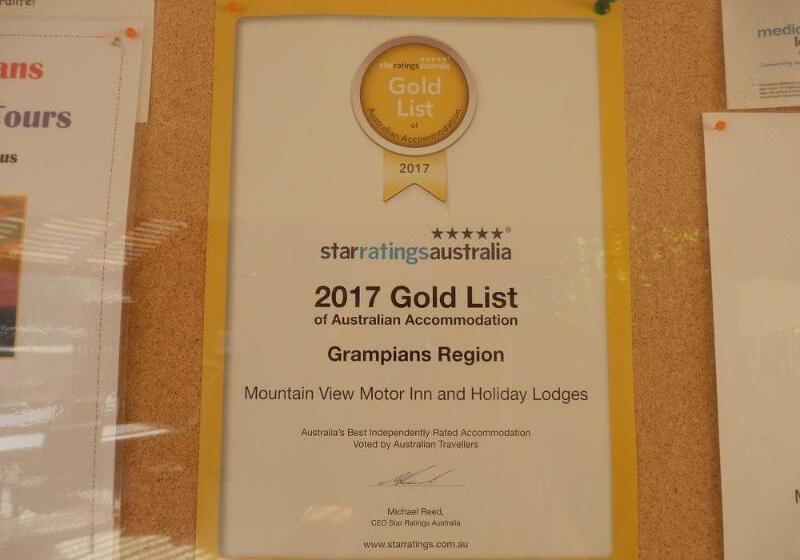 ans
Tours
us
star ratings australia
Gold
List
of
Australian Accommodation
2017
starratingsaustralia
2017 Gold List
of Australian Accommodation
Grampians Region
Mountain View Motor Inn and Holiday Lodges
Australia's Best Independently Rated Accommodation
Voted by Australian Travellers
Michael Reed,
CEO Star Ratings Australia
www.starratings.com.au
medic